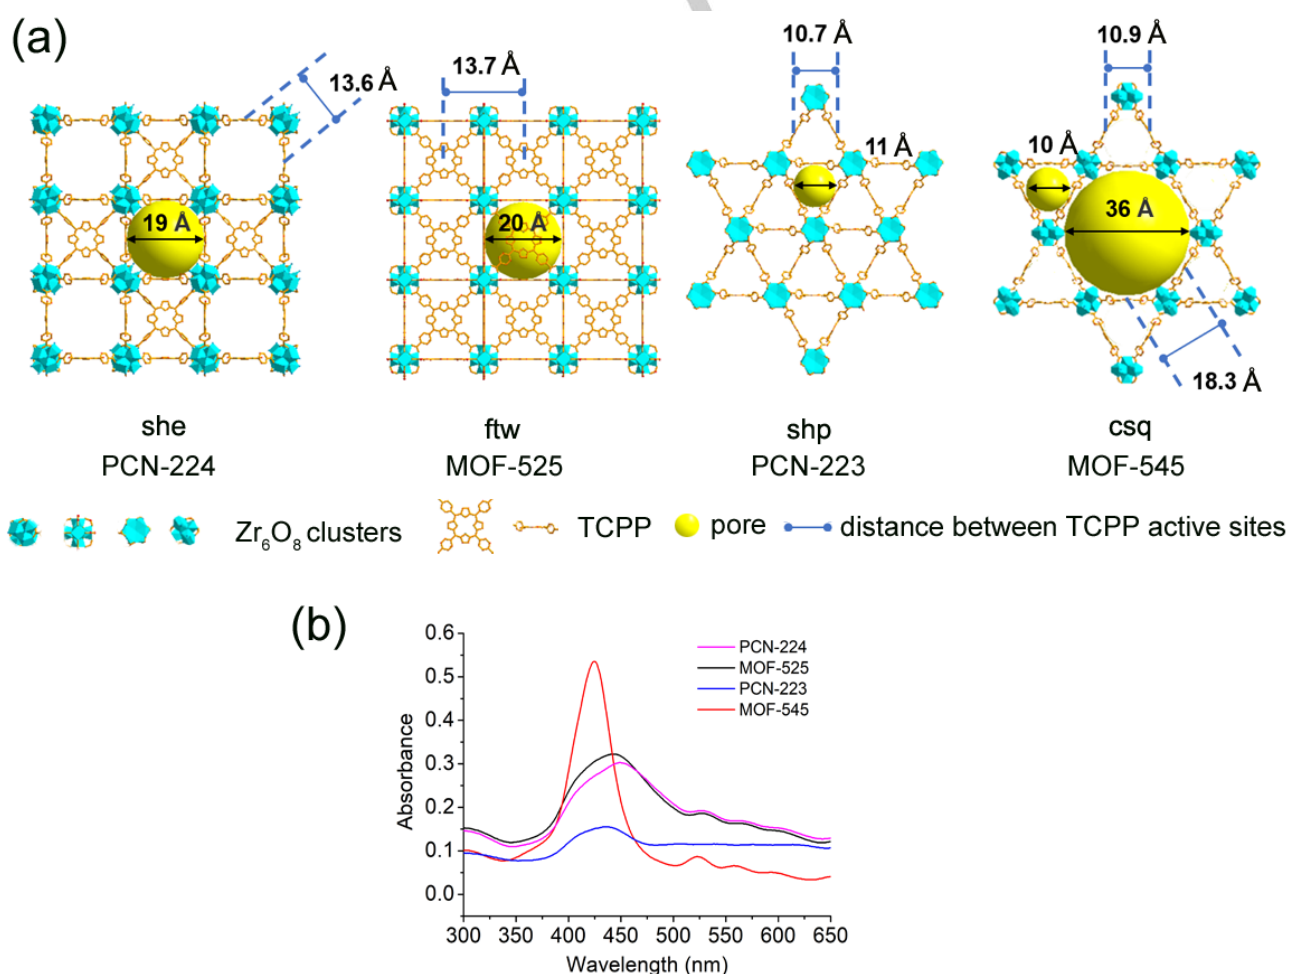 (a)
13.6 Å
13.7 Å
10.7 Å
10.9 Å
11 Å
10 Å
19 Å
20 Å
36 Å
18.3 Å
she
ftw
shp
csq
PCN-224
MOF-525
PCN-223
MOF-545
Zr6O8 clusters
TCPP
pore
distance between TCPP active sites
(b)
0.6
0.5
0.4
0.3
0.2
0.1
0.0
Absorbance
PCN-224
MOF-525
PCN-223
MOF-545
300 350 400 450 500 550 600 650
Wavelength (nm)